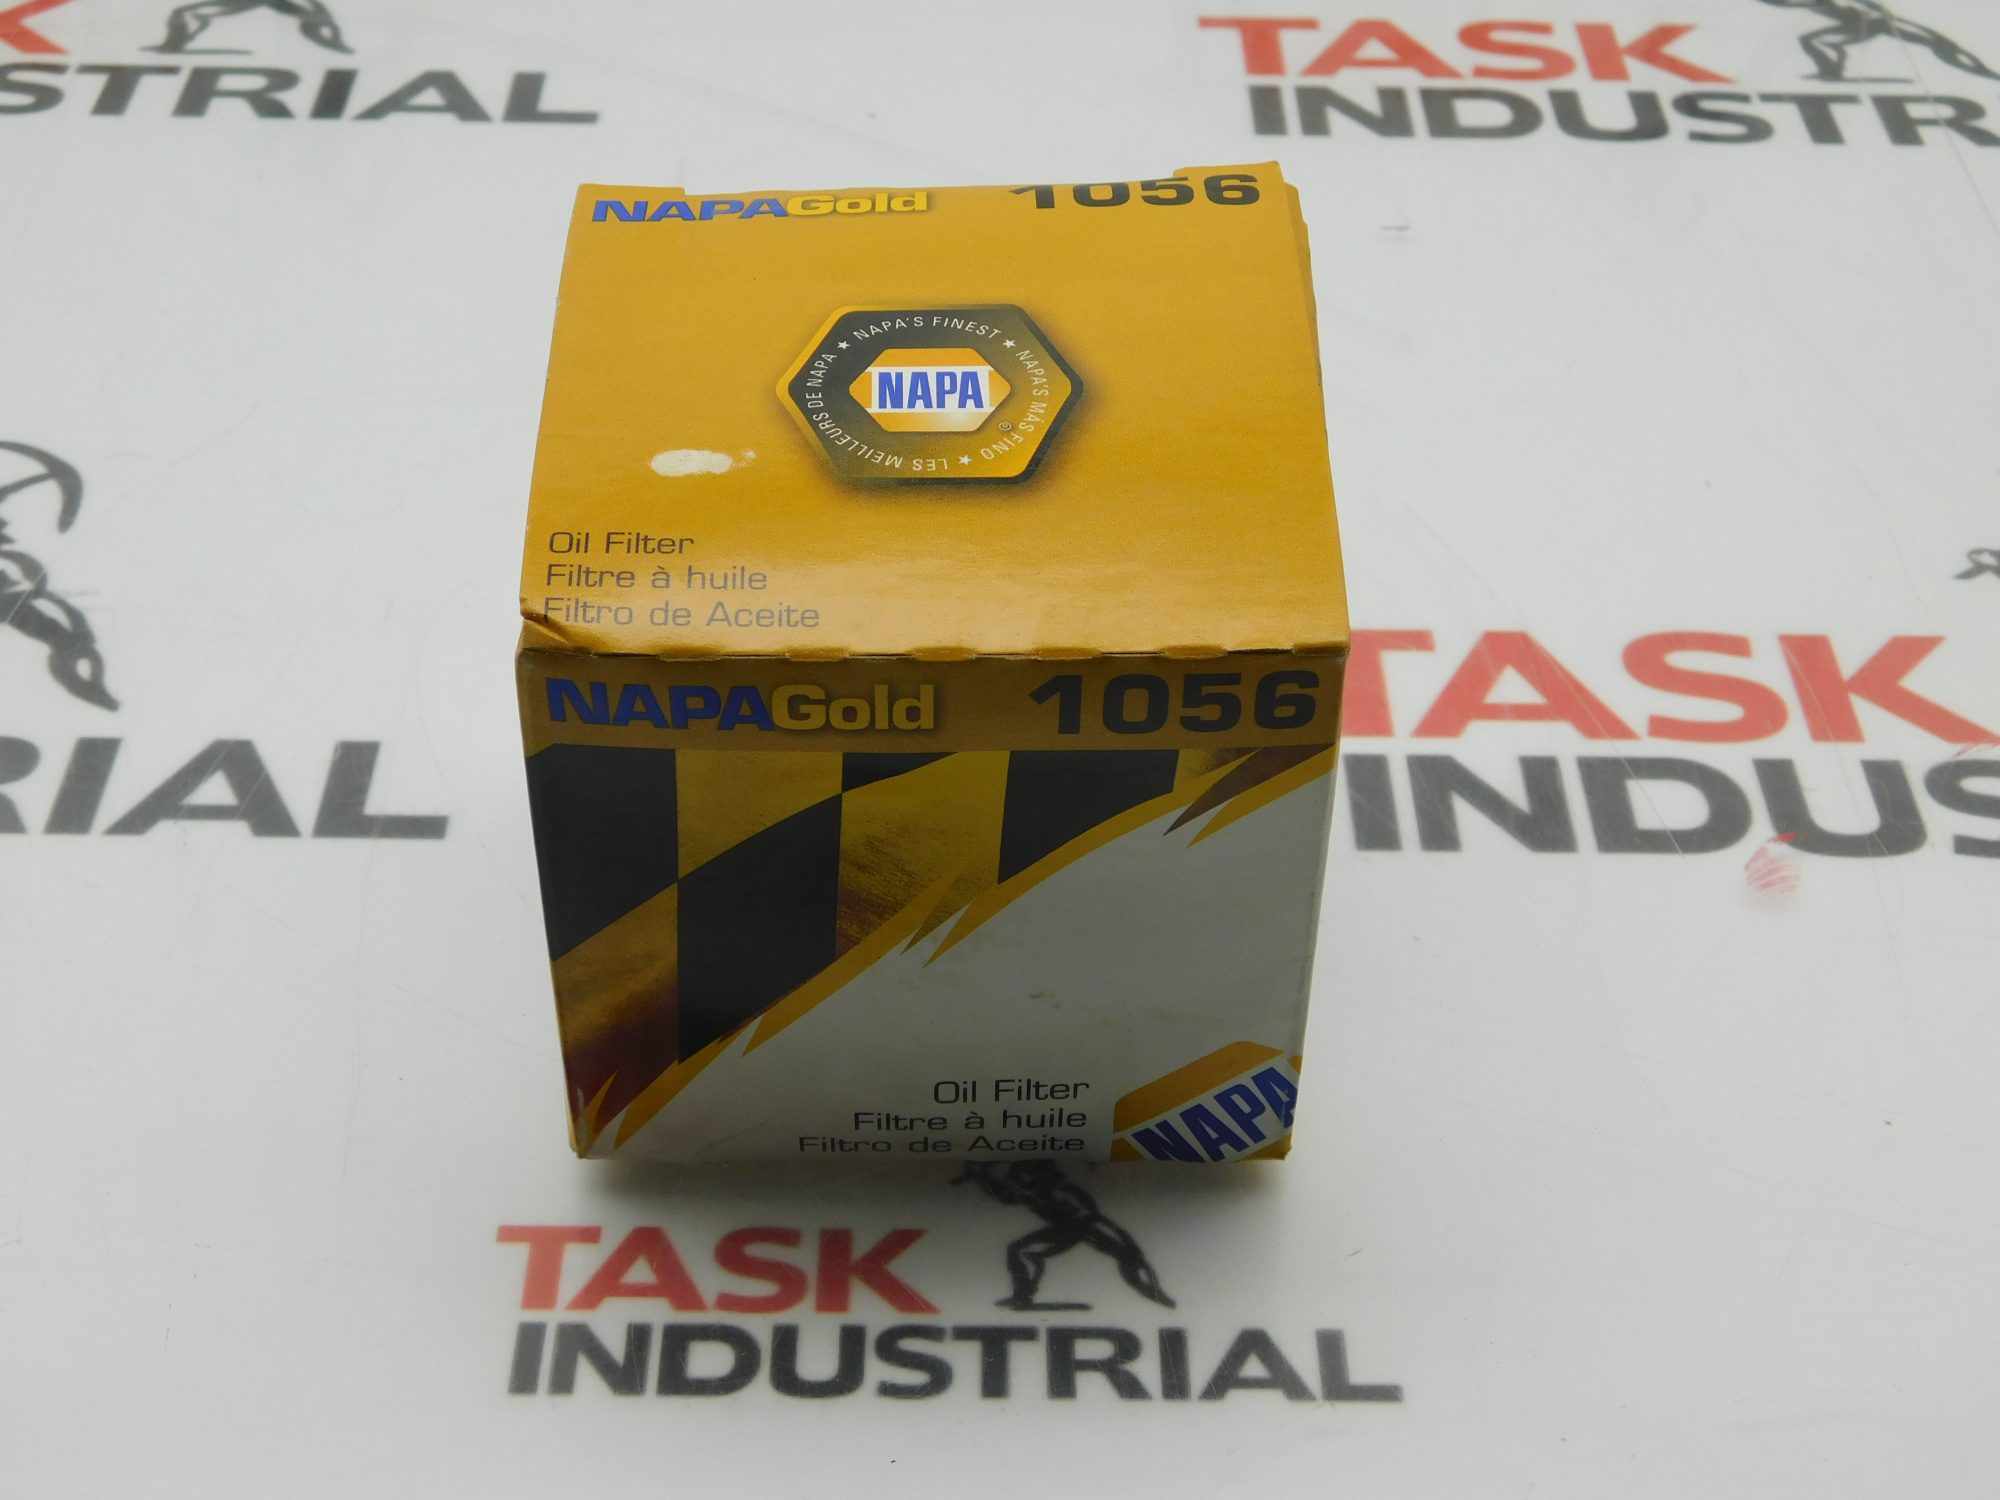 TASK
INDUSTRIAL
STRIAL
TASK
INDUSTR
NAPAGold 1056
NAPA'S FINEST ★ NAPA'S MÁS FINO ★ LES MEILLEURS DE NAPA ★
NAPA
®
Oil Filter
Filtre à huile
Filtro de Aceite
NAPAGold 1056
Oil Filter
Filtre à huile
Filtro de Aceite
NAPA
RIAL
TASK
INDUS